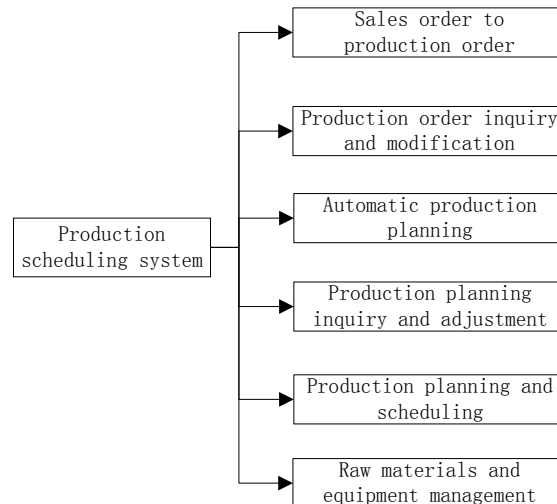 Sales order to
production order
Production order inquiry
and modification
Automatic production
planning
Production
scheduling system
Production planning
inquiry and adjustment
Production planning and
scheduling
Raw materials and
equipment management